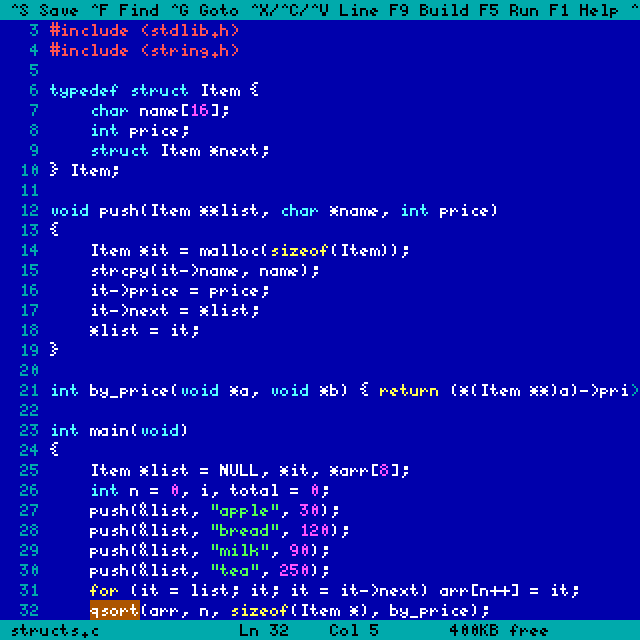 ^S Save ^F Find ^G Goto ^X/^C/^V Line F9 Build F5 Run F1 Help ^
3 #include <stdlib.h>
4 #include <string.h>
5
6 typedef struct Item {
7     char name[16];
8     int price;
9     struct Item *next;
10 } Item;
11
12 void push(Item **list, char *name, int price)
13 {
14     Item *it = malloc(sizeof(Item));
15     strcpy(it->name, name);
16     it->price = price;
17     it->next = *list;
18     *list = it;
19 }
20
21 int by_price(void *a, void *b) { return (*(Item **)a)->pri>
22
23 int main(void)
24 {
25     Item *list = NULL, *it, *arr[8];
26     int n = 0, i, total = 0;
27     push(&list, "apple", 30);
28     push(&list, "bread", 120);
29     push(&list, "milk", 90);
30     push(&list, "tea", 250);
31     for (it = list; it; it = it->next) arr[n++] = it;
32     qsort(arr, n, sizeof(Item *), by_price);
structs.c Ln 32 Col 5 400KB free